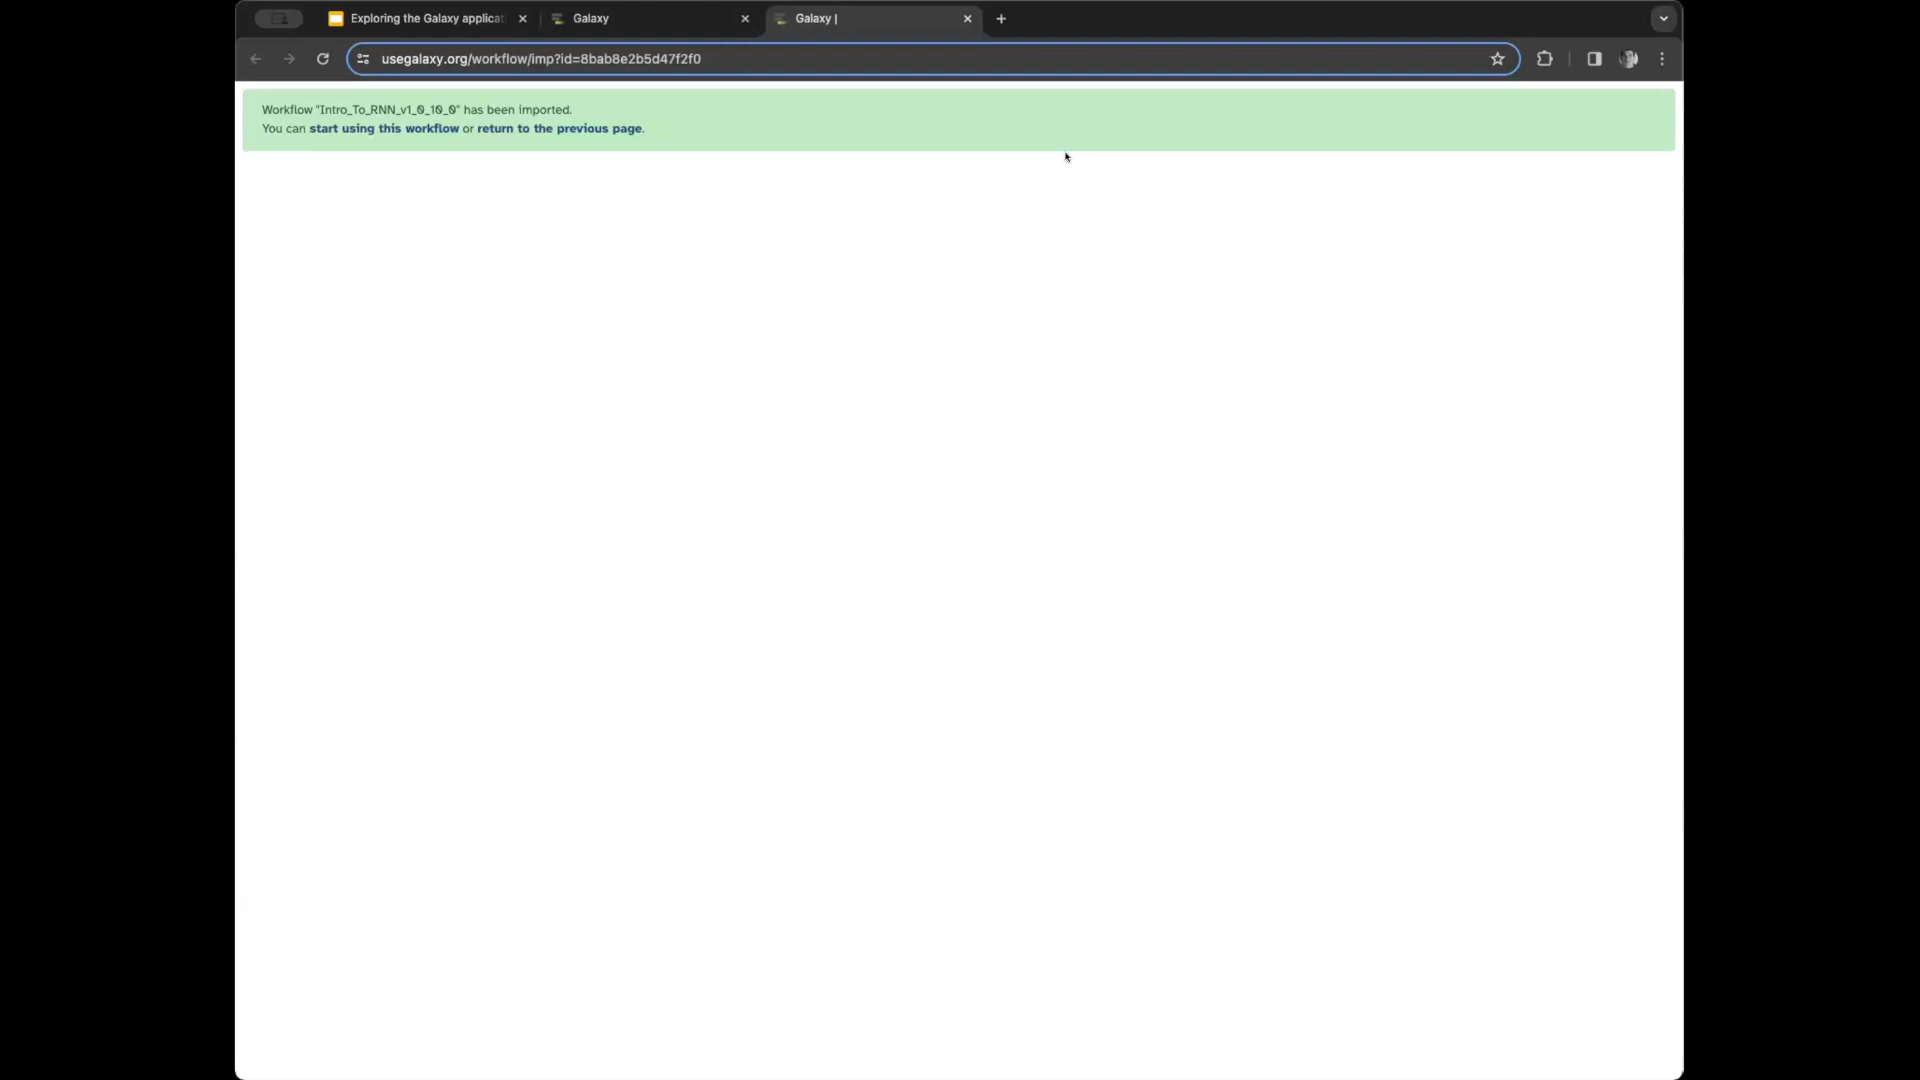 Exploring the Galaxy applicat
Galaxy
Galaxy |
usegalaxy.org/workflow/imp?id=8bab8e2b5d47f2f0
Workflow "Intro_To_RNN_v1_0_10_0" has been imported.
You can start using this workflow or return to the previous page.